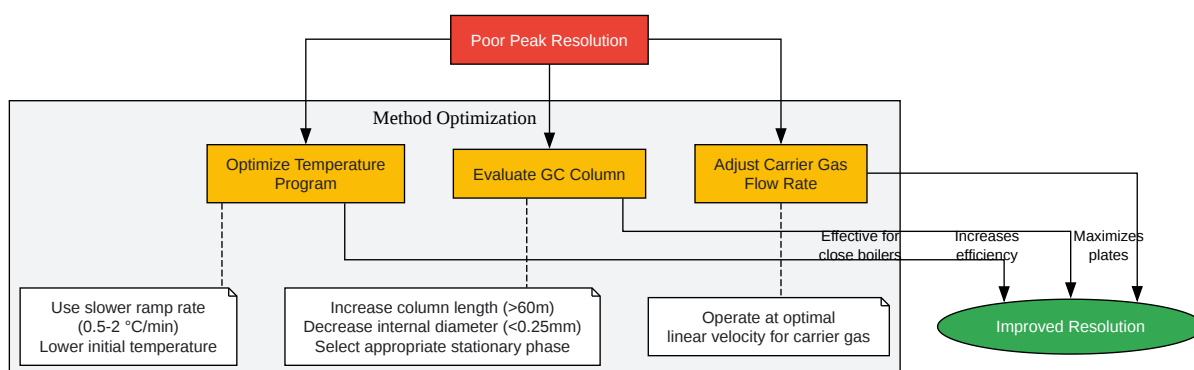 Poor Peak Resolution
Method Optimization
Optimize Temperature
Program
Evaluate GC Column
Adjust Carrier Gas
Flow Rate
Effective for
close boilers
Increases
efficiency
Maximizes
plates
Use slower ramp rate
(0.5-2 °C/min)
Lower initial temperature
Increase column length (>60m)
Decrease internal diameter (<0.25mm)
Select appropriate stationary phase
Operate at optimal
linear velocity for carrier gas
Improved Resolution